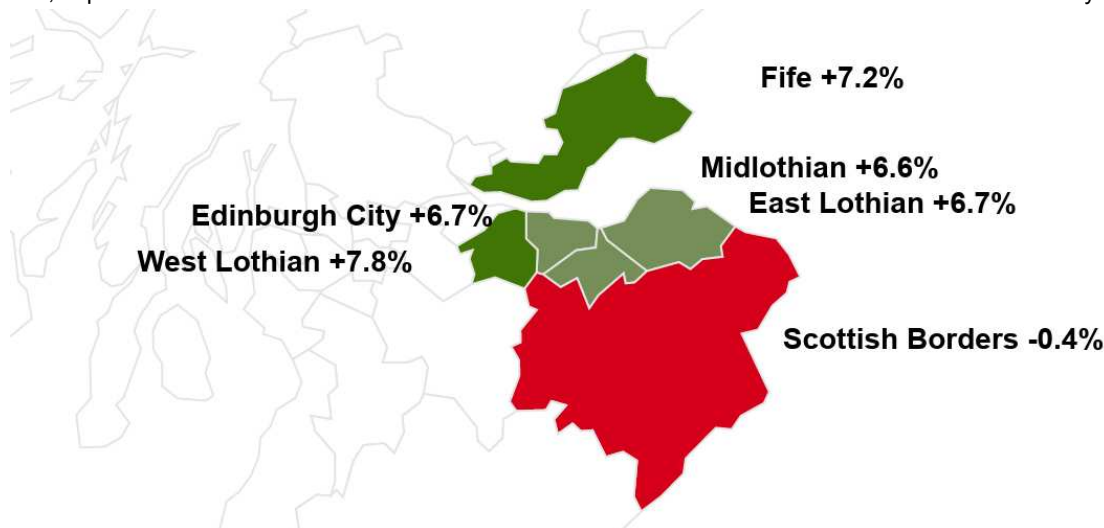 Fife +7.2%
Midlothian +6.6%
East Lothian +6.7%
Edinburgh City +6.7%
West Lothian +7.8%
Scottish Borders -0.4%